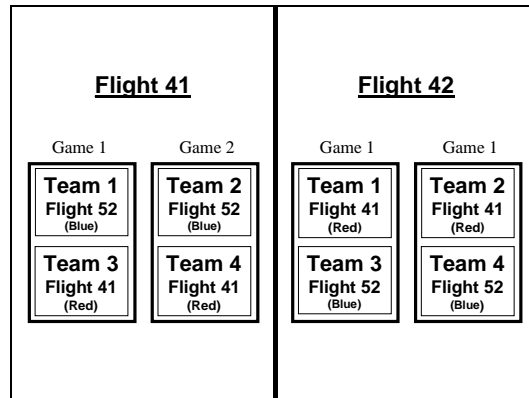 Flight 41
Game 1
Game 2
Team 1
Flight 52
(Blue)
Team 2
Flight 52
(Blue)
Team 3
Flight 41
(Red)
Team 4
Flight 41
(Red)
Flight 42
Game 1
Game 1
Team 1
Flight 41
(Red)
Team 2
Flight 41
(Red)
Team 3
Flight 52
(Blue)
Team 4
Flight 52
(Blue)